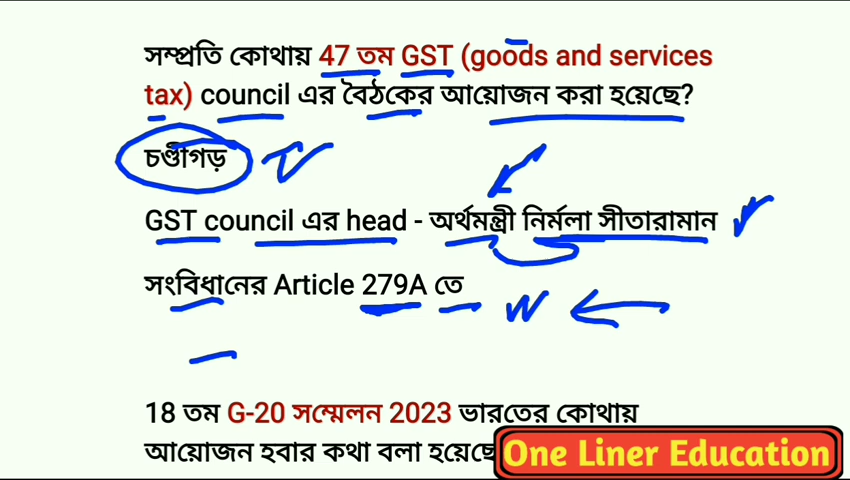 সম্প্রতি কোথায় 47 তম GST (goods and services
tax) council এর বৈঠকের আয়োজন করা হয়েছে?
চণ্ডীগড়
GST council এর head - অর্থমন্ত্রী নির্মলা সীতারামান
সংবিধানের Article 279A তে
18 তম G-20 সম্মেলন 2023 ভারতের কোথায়
আয়োজন হবার কথা বলা হয়েছে
One Liner Education